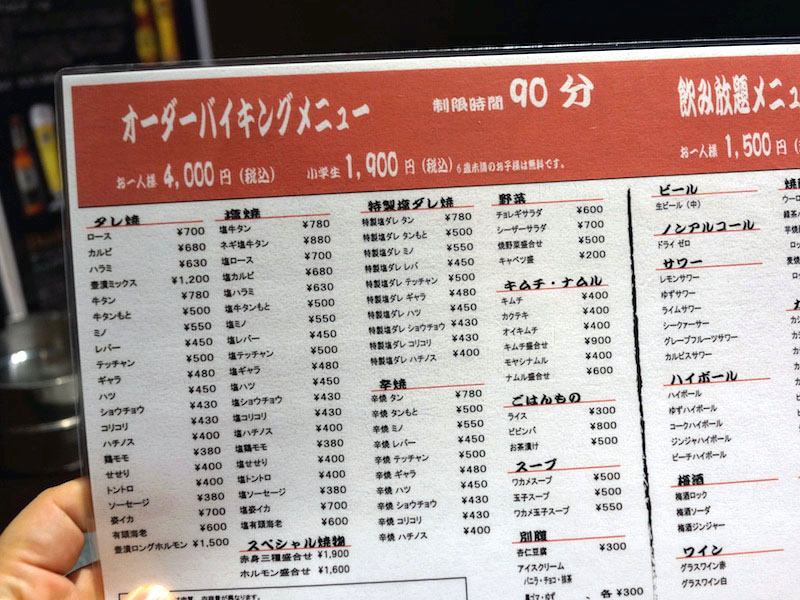 オーダーバイキングメニュー 制限時間 90 分
お一人様 4,000 円 (税込) 小学生 1,900 円 (税込) 6歳未満のお子様は無料です。
タレ焼
ロース ¥700
カルビ ¥680
ハラミ ¥630
壺漬ミックス ¥1,200
牛タン ¥780
牛タンもと ¥500
ミノ ¥550
レバー ¥450
テッチャン ¥500
ギャラ ¥480
ハツ ¥450
ショウチョウ ¥430
コリコリ ¥430
ハチノス ¥400
鶏モモ ¥380
せせり ¥400
トントロ ¥400
ソーセージ ¥380
姿イカ ¥700
有頭海老 ¥600
壺漬ロングホルモン ¥1,500
塩焼
塩牛タン ¥780
ネギ塩牛タン ¥880
塩ロース ¥700
塩カルビ ¥680
塩ハラミ ¥630
塩牛タンもと ¥500
塩ミノ ¥550
塩レバー ¥450
塩テッチャン ¥500
塩ギャラ ¥480
塩ハツ ¥450
塩ショウチョウ ¥430
塩コリコリ ¥430
塩ハチノス ¥400
塩鶏モモ ¥380
塩せせり ¥400
塩トントロ ¥400
塩ソーセージ ¥380
塩姿イカ ¥700
塩有頭海老 ¥600
スペシャル焼物
赤身三種盛合せ ¥1,900
ホルモン盛合せ ¥1,600
特製塩ダレ焼
特製塩ダレ タン ¥780
特製塩ダレ タンもと ¥500
特製塩ダレ ミノ ¥550
特製塩ダレ レバ ¥450
特製塩ダレ テッチャン ¥500
特製塩ダレ ギャラ ¥480
特製塩ダレ ハツ ¥450
特製塩ダレ ショウチョウ ¥430
特製塩ダレ コリコリ ¥430
特製塩ダレ ハチノス ¥400
辛焼
辛焼 タン ¥780
辛焼 タンもと ¥500
辛焼 ミノ ¥550
辛焼 レバー ¥450
辛焼 テッチャン ¥500
辛焼 ギャラ ¥480
辛焼 ハツ ¥450
辛焼 ショウチョウ ¥430
辛焼 コリコリ ¥430
辛焼 ハチノス ¥400
野菜
チョレギサラダ ¥600
シーザーサラダ ¥700
焼野菜盛合せ ¥500
キャベツ盛 ¥200
キムチ・ナムル
キムチ ¥400
カクテキ ¥400
オイキムチ ¥400
キムチ盛合せ ¥900
モヤシナムル ¥400
ナムル盛合せ ¥600
ごはんもの
ライス ¥300
ビビンバ ¥800
お茶漬け ¥500
スープ
ワカメスープ ¥500
玉子スープ ¥500
ワカメ玉子スープ ¥550
別腹
杏仁豆腐 ¥300
アイスクリーム
バニラ・チョコ・抹茶
黒ゴマ・ゆず 各 ¥300
飲み放題メニュ
お一人様 1,500 円 (
ビール
生ビール (中)
ノンアルコール
ドライ ゼロ
サワー
レモンサワー
ゆずサワー
ライムサワー
シークァーサー
グレープフルーツサワー
カルピスサワー
ハイボール
ハイボール
ゆずハイボール
コークハイボール
ジンジャハイボール
ピーチハイボール
梅酒
梅酒ロック
梅酒ソーダ
梅酒ジンジャー
ワイン
グラスワイン赤
グラスワイン白